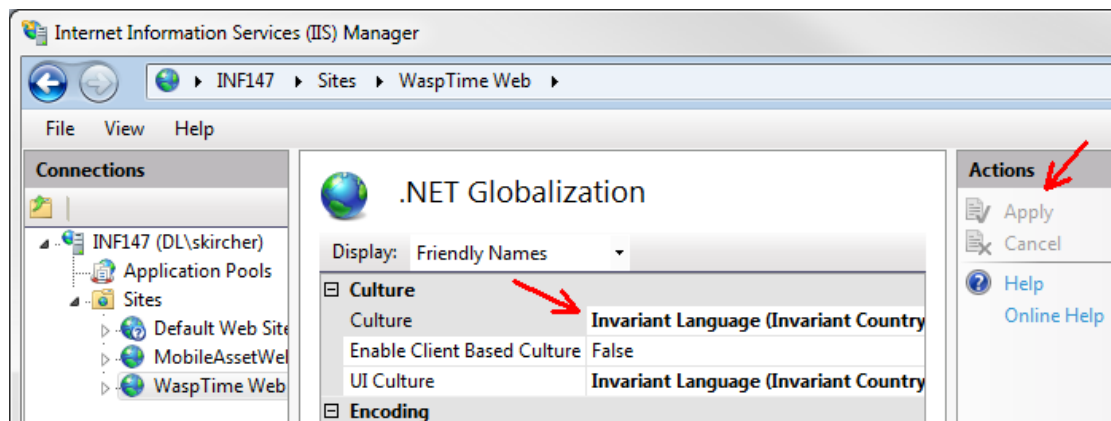 Internet Information Services (IIS) Manager
INF147 Sites WaspTime Web
File View Help
Connections
INF147 (DL\skircher)
Application Pools
Sites
Default Web Site
MobileAssetWel
WaspTime Web
.NET Globalization
Display: Friendly Names
Culture
Culture Invariant Language (Invariant Country
Enable Client Based Culture False
UI Culture Invariant Language (Invariant Country
Encoding
Actions
Apply
Cancel
Help
Online Help